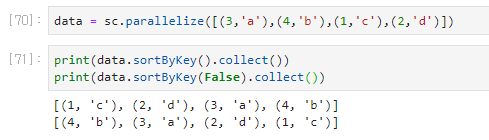 [70]: data = sc.parallelize([(3,'a'),(4,'b'),(1,'c'),(2,'d')])
[71]: print(data.sortByKey().collect())
print(data.sortByKey(False).collect())
[(1, 'c'), (2, 'd'), (3, 'a'), (4, 'b')]
[(4, 'b'), (3, 'a'), (2, 'd'), (1, 'c')]